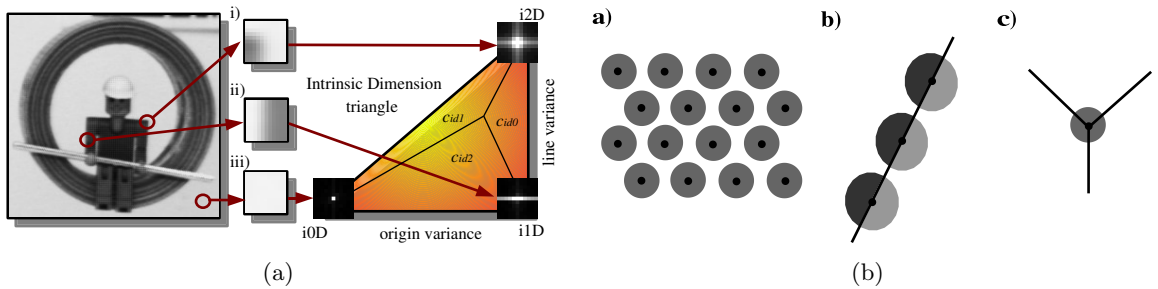 i)
ii)
iii)
Intrinsic Dimension
triangle
i2D
Cid1
Cid0
Cid2
line variance
i0D
origin variance
i1D
(a)
a)
b)
c)
(b)